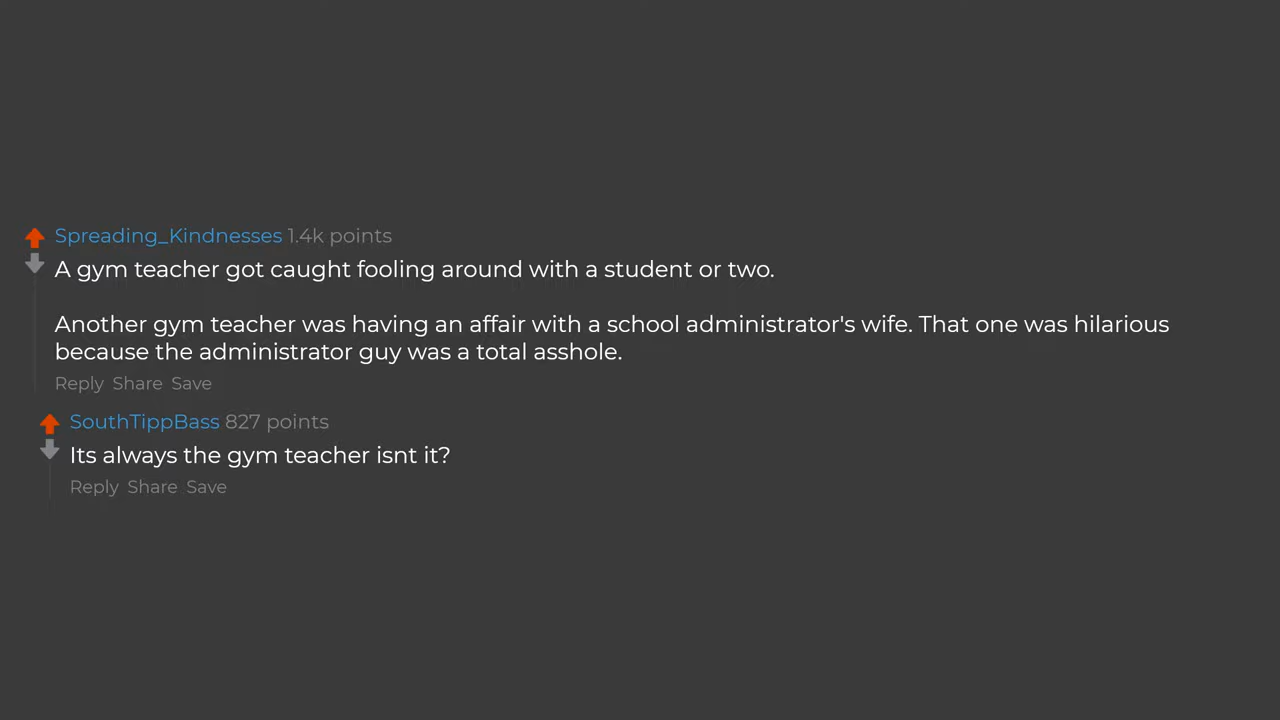 Spreading_Kindnesses 1.4k points
A gym teacher got caught fooling around with a student or two.
Another gym teacher was having an affair with a school administrator's wife. That one was hilarious
because the administrator guy was a total asshole.
Reply Share Save
SouthTippBass 827 points
Its always the gym teacher isnt it?
Reply Share Save